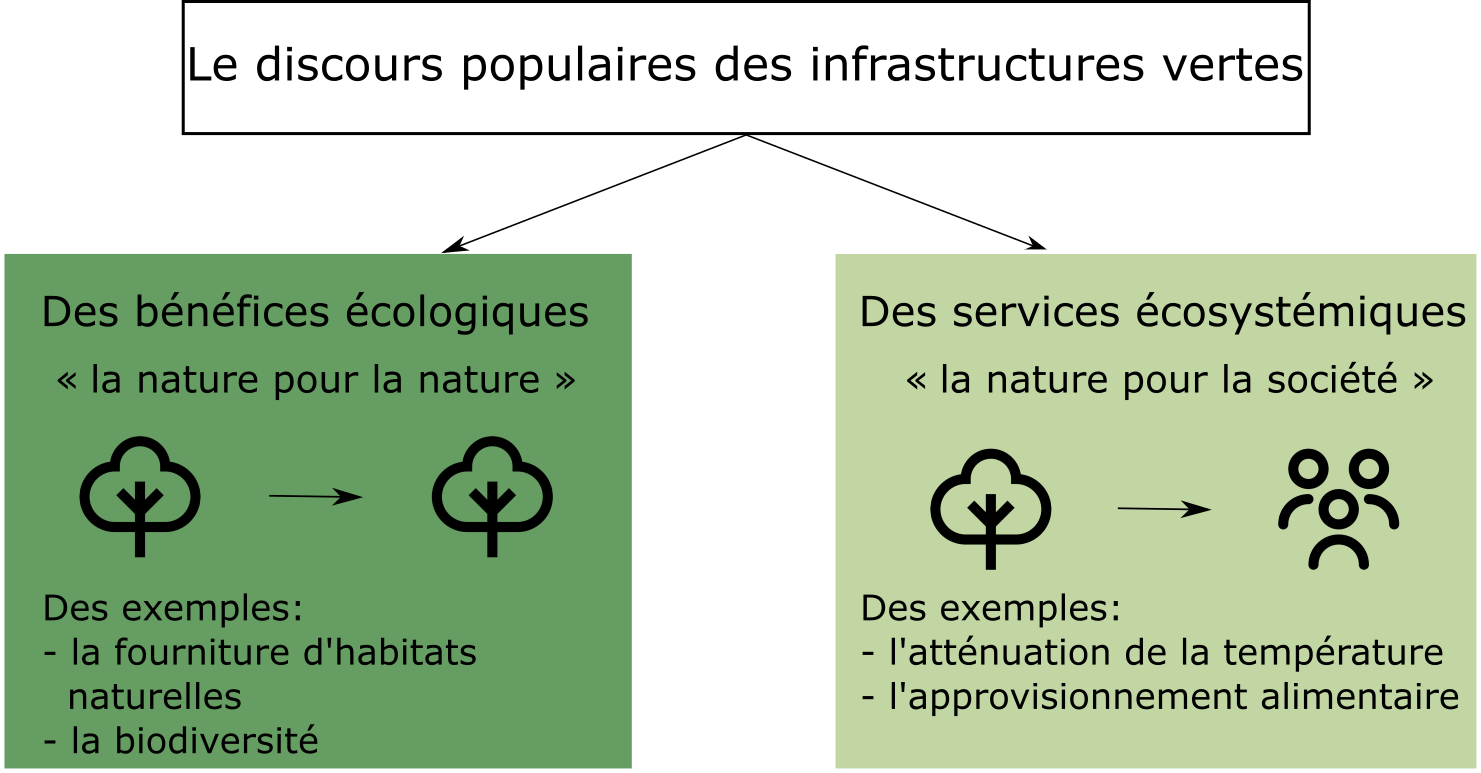 Le discours populaires des infrastructures vertes
Des bénéfices écologiques
« la nature pour la nature »
Des exemples:
- la fourniture d'habitats
naturelles
- la biodiversité
Des services écosystémiques
« la nature pour la société »
Des exemples:
- l'atténuation de la température
- l'approvisionnement alimentaire